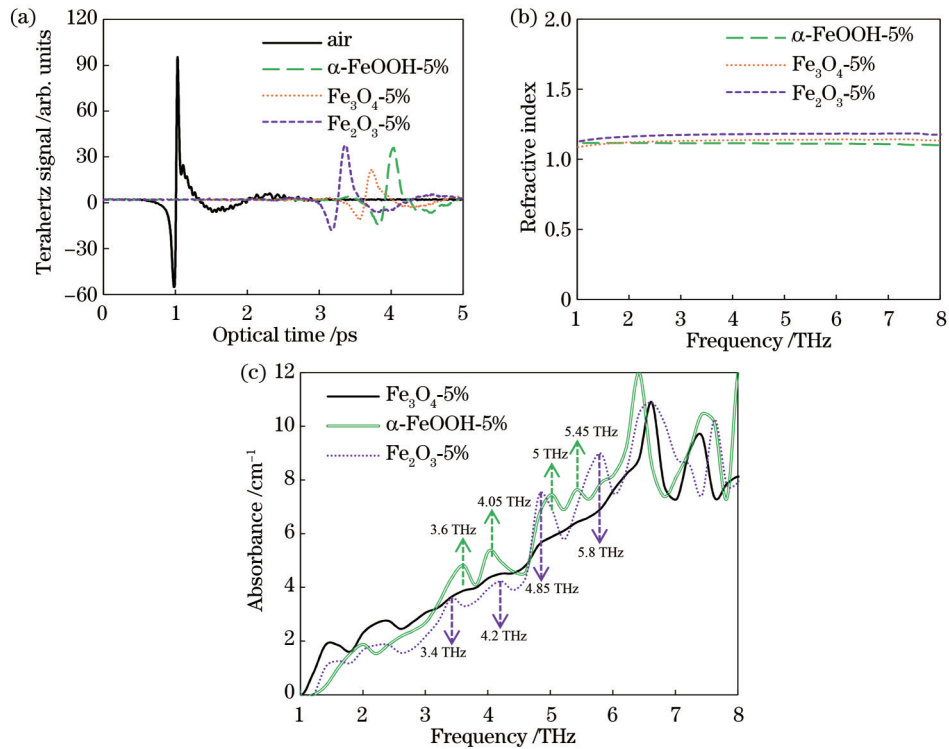 (a)
120
90
60
30
0
−30
−60
Terahertz signal /arb. units
air
α-FeOOH-5%
Fe₃O₄-5%
Fe₂O₃-5%
0 1 2 3 4 5
Optical time /ps
(b)
2.0
1.5
1.0
0.5
0
Refractive index
α-FeOOH-5%
Fe₃O₄-5%
Fe₂O₃-5%
1 2 3 4 5 6 7 8
Frequency /THz
(c)
12
10
8
6
4
2
0
Absorbance /cm⁻¹
Fe₃O₄-5%
α-FeOOH-5%
Fe₂O₃-5%
5.45 THz
5 THz
4.05 THz
3.6 THz
5.8 THz
4.85 THz
4.2 THz
3.4 THz
1 2 3 4 5 6 7 8
Frequency /THz